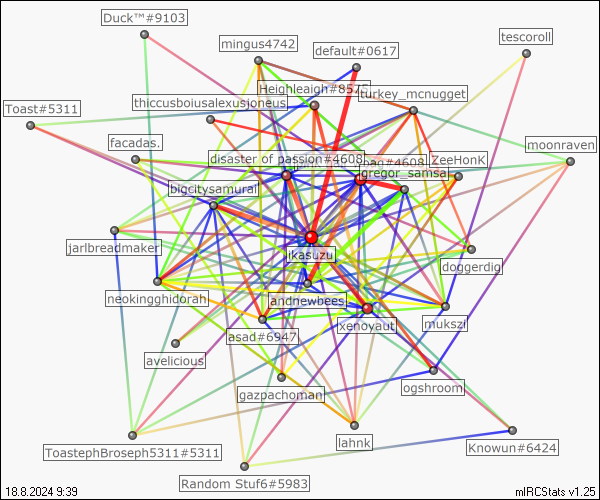 Duck™#9103
tescoroll
mingus4742
default#0617
Heighleaigh#8575
turkey_mcnugget
Toast#5311
thiccusboiusalexusjoneus
facadas.
moonraven
disaster of passion#4608
bag#4608
ZeeHonK
gregor_samsa
bigcitysamurai
jarlbreadmaker
ikasuzu
doggerdig
neokingghidorah
andnewbees
xenoyaut
mukszi
asad#6947
avelicious
gazpachoman
ogshroom
ToastephBroseph5311#5311
lahnk
Knowun#6424
Random Stuf6#5983
18.8.2024 9:39
mIRCStats v1.25